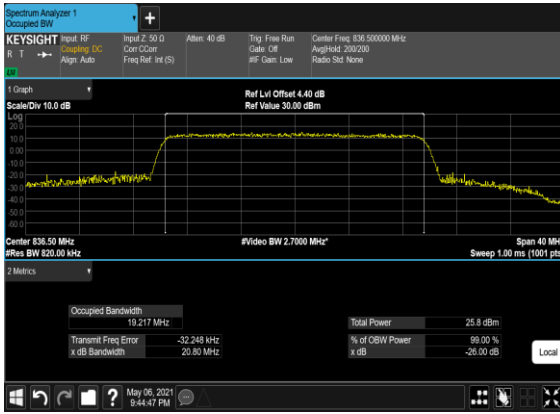 Spectrum Analyzer 1
Occupied BW
+
KEYSIGHT Input: RF Input Z: 50 Ω Atten: 40 dB Trig: Free Run Center Freq: 836.500000 MHz
R T Coupling: DC Corr CCorr Gate: Off Avg|Hold: 200/200
Align: Auto Freq Ref: Int (S) #IF Gain: Low Radio Std: None
LXI
1 Graph
Ref Lvl Offset 4.40 dB
Scale/Div 10.0 dB Ref Value 30.00 dBm
Log
20.0
10.0
0.00
-10.0
-20.0
-30.0
-40.0
-50.0
-60.0
Center 836.50 MHz #Video BW 2.7000 MHz* Span 40 MH
#Res BW 820.00 kHz Sweep 1.00 ms (1001 pts
2 Metrics
Occupied Bandwidth
19.217 MHz
Total Power 25.8 dBm
Transmit Freq Error -32.248 kHz % of OBW Power 99.00 %
x dB Bandwidth 20.80 MHz x dB -26.00 dB
Local
?
May 06, 2021
9:44:47 PM